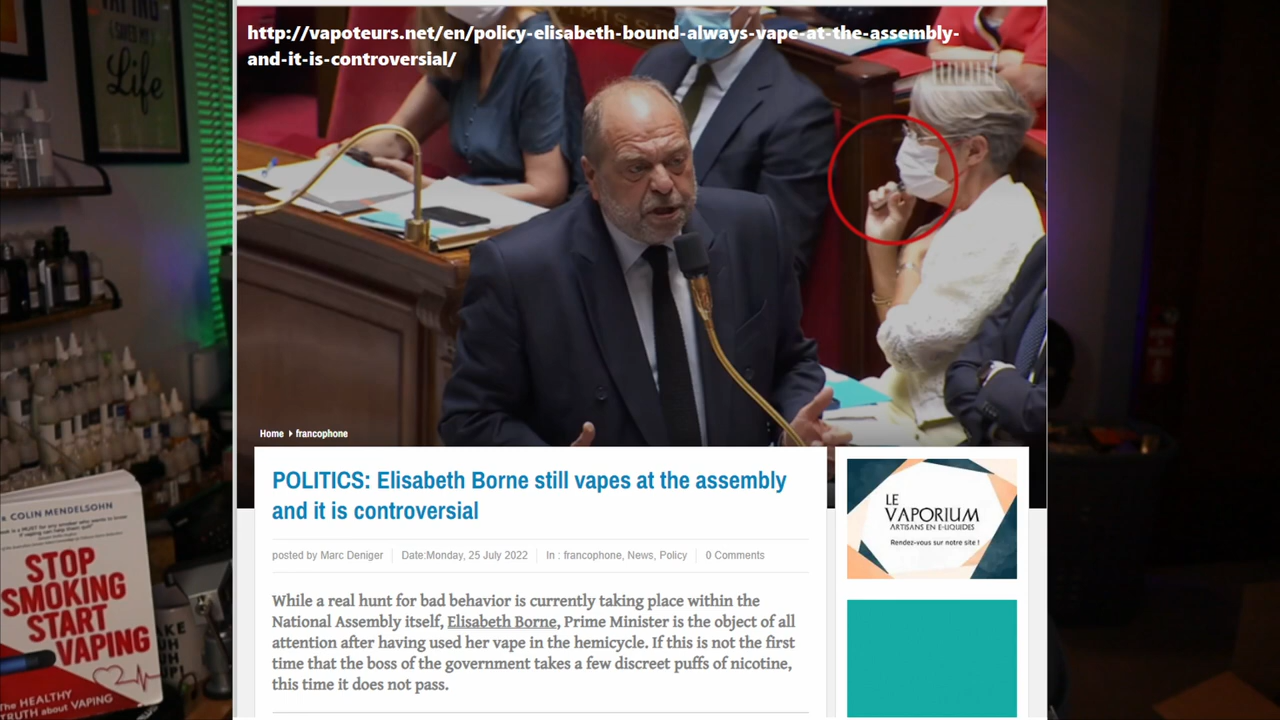 http://vapoteurs.net/en/policy-elisabeth-bound-always-vape-at-the-assembly-
and-it-is-controversial/
Life
Home francophone
POLITICS: Elisabeth Borne still vapes at the assembly
and it is controversial
posted by Marc Deniger
Date:Monday, 25 July 2022
In : francophone, News, Policy
0 Comments
While a real hunt for bad behavior is currently taking place within the
National Assembly itself, Elisabeth Borne, Prime Minister is the object of all
attention after having used her vape in the hemicycle. If this is not the first
time that the boss of the government takes a few discreet puffs of nicotine,
this time it does not pass.
LE
VAPORIUM
ARTISANS EN E-LIQUIDES
Rendez-vous sur notre site !
COLIN MENDELSOHN
STOP
SMOKING
START
VAPING
The HEALTHY
TRUTH about VAPING